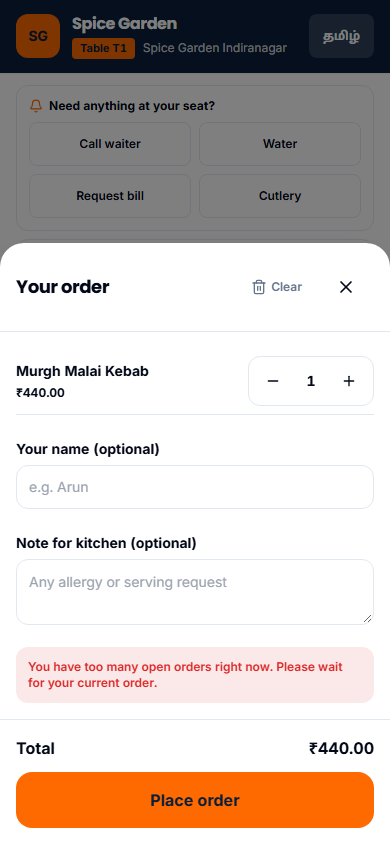 SG
Spice Garden
Table T1 Spice Garden Indiranagar
தமிழ்
Need anything at your seat?
Call waiter
Water
Request bill
Cutlery
Your order
Clear
Murgh Malai Kebab
₹440.00
1
Your name (optional)
e.g. Arun
Note for kitchen (optional)
Any allergy or serving request
You have too many open orders right now. Please wait
for your current order.
Total
₹440.00
Place order